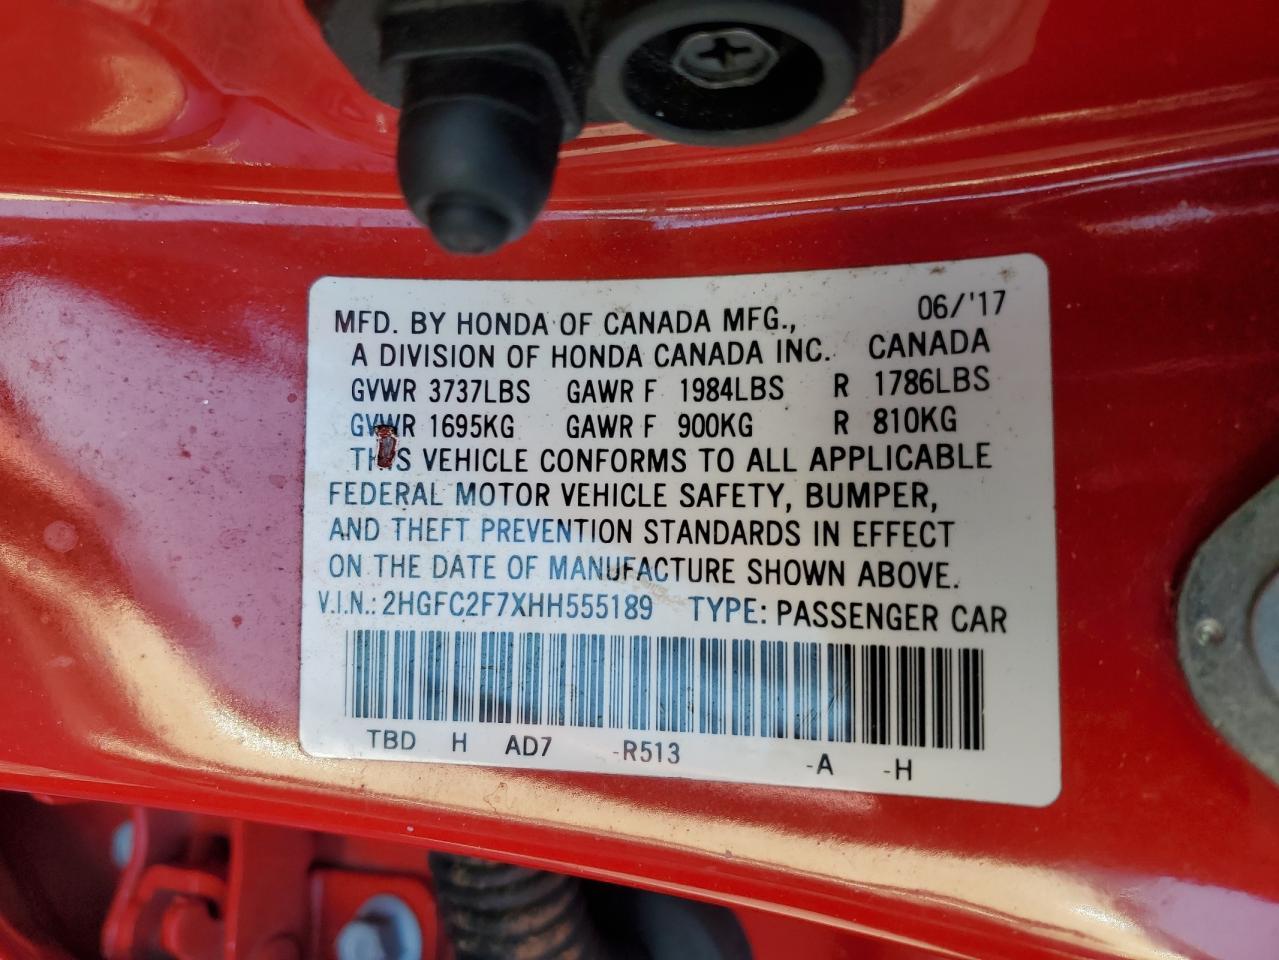 06/'17
MFD. BY HONDA OF CANADA MFG.,
A DIVISION OF HONDA CANADA INC. CANADA
GVWR 3737LBS GAWR F 1984LBS R 1786LBS
GVWR 1695KG GAWR F 900KG R 810KG
THIS VEHICLE CONFORMS TO ALL APPLICABLE
FEDERAL MOTOR VEHICLE SAFETY, BUMPER,
AND THEFT PREVENTION STANDARDS IN EFFECT
ON THE DATE OF MANUFACTURE SHOWN ABOVE.
V.I.N.: 2HGFC2F7XHH555189 TYPE: PASSENGER CAR
TBD H AD7 -R513 -A -H